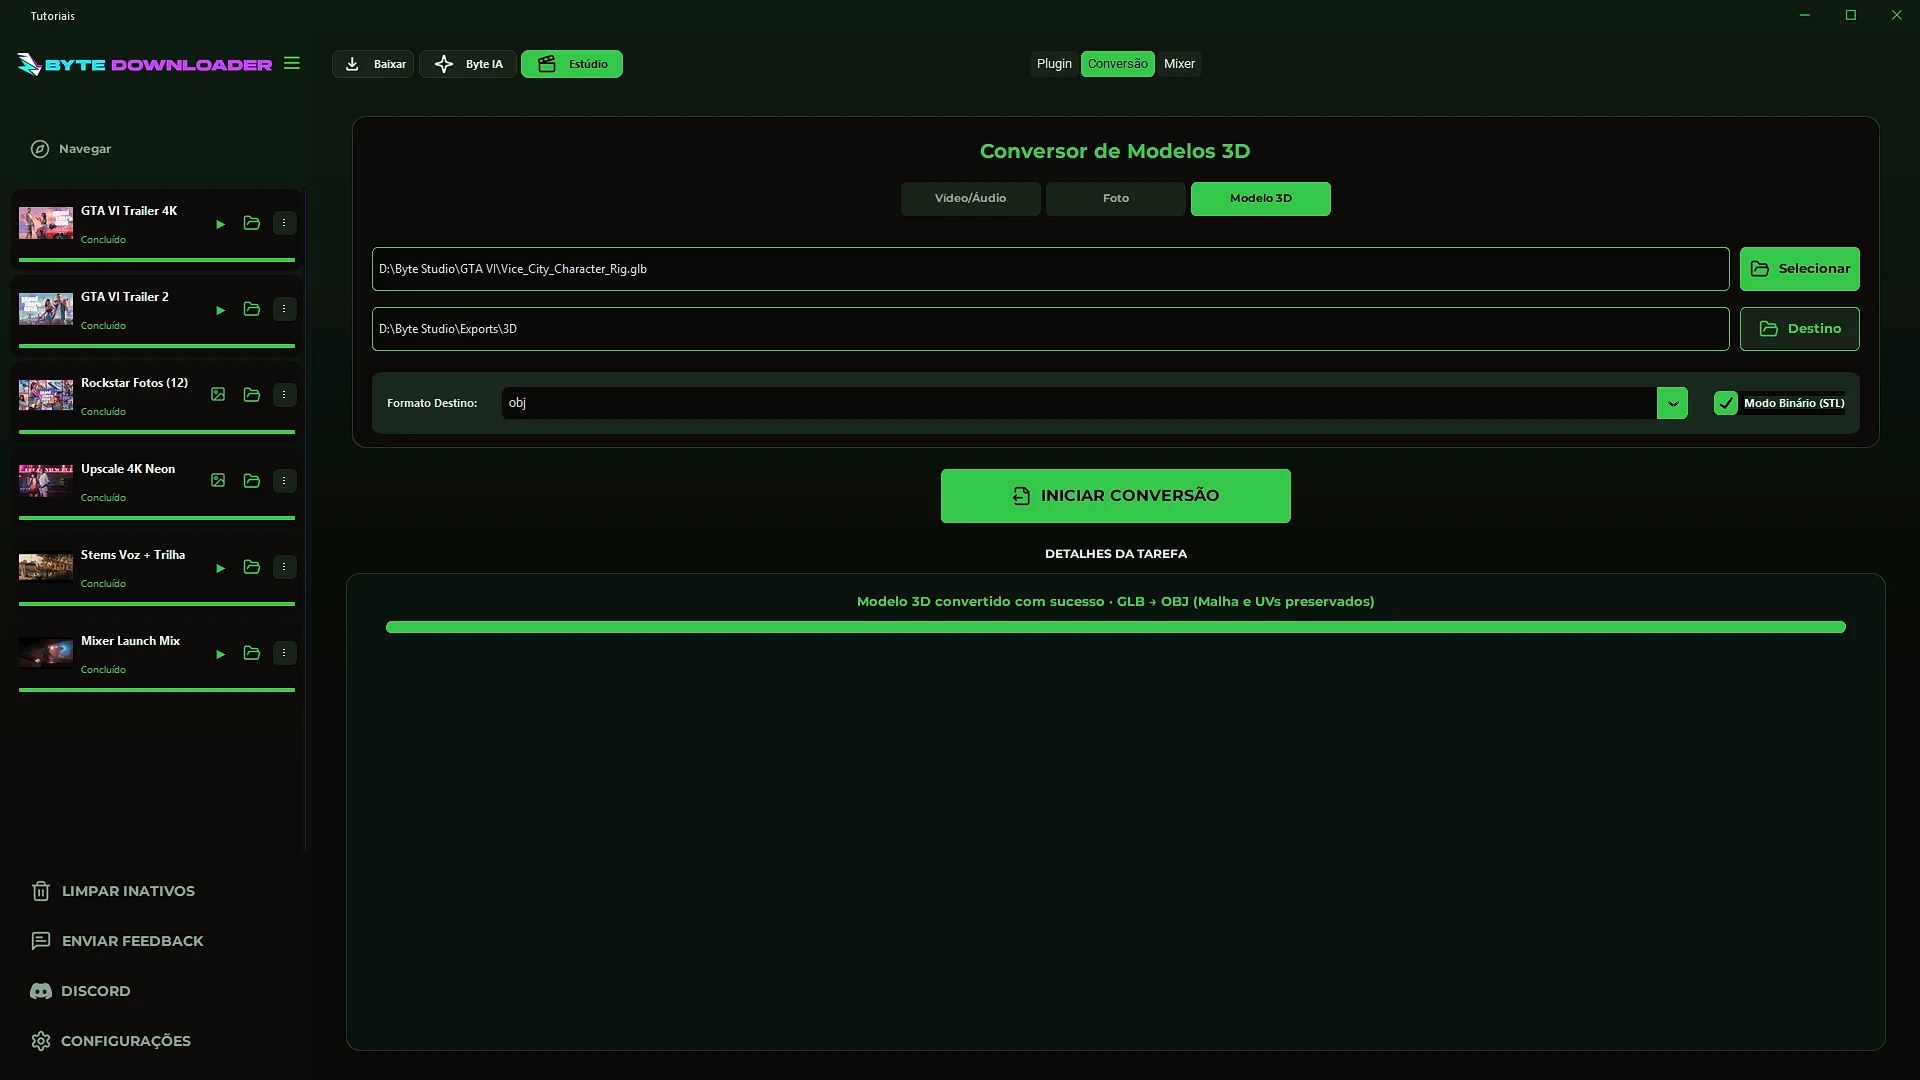 Tutoriais
BYTE DOWNLOADER
Baixar
Byte IA
Estúdio
Plugin
Conversão
Mixer
Navegar
GTA VI Trailer 4K
Concluído
GTA VI Trailer 2
Concluído
Rockstar Fotos (12)
Concluído
Upscale 4K Neon
Concluído
Stems Voz + Trilha
Concluído
Mixer Launch Mix
Concluído
LIMPAR INATIVOS
ENVIAR FEEDBACK
DISCORD
CONFIGURAÇÕES
Conversor de Modelos 3D
Vídeo/Áudio
Foto
Modelo 3D
D:\Byte Studio\GTA VI\Vice_City_Character_Rig.glb
Selecionar
D:\Byte Studio\Exports\3D
Destino
Formato Destino:
obj
Modo Binário (STL)
INICIAR CONVERSÃO
DETALHES DA TAREFA
Modelo 3D convertido com sucesso · GLB → OBJ (Malha e UVs preservados)